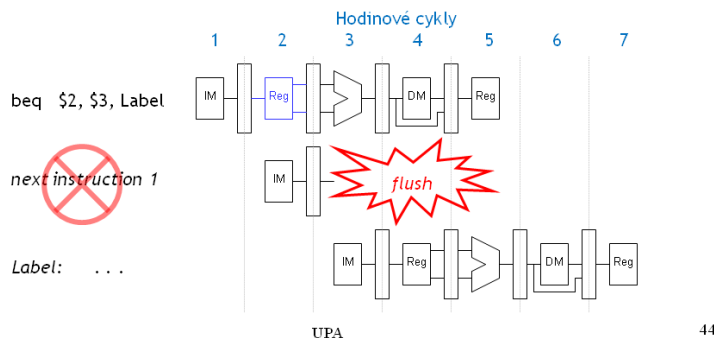 Hodinové cykly
1 2 3 4 5 6 7
beq $2, $3, Label
IM Reg DM Reg
next instruction 1
IM flush
Label: . . .
IM Reg DM Reg
UPA 44